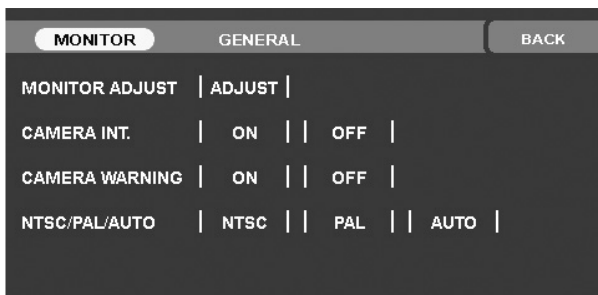 MONITOR GENERAL BACK
MONITOR ADJUST | ADJUST |
CAMERA INT. | ON | | OFF |
CAMERA WARNING | ON | | OFF |
NTSC/PAL/AUTO | NTSC | | PAL | | AUTO |